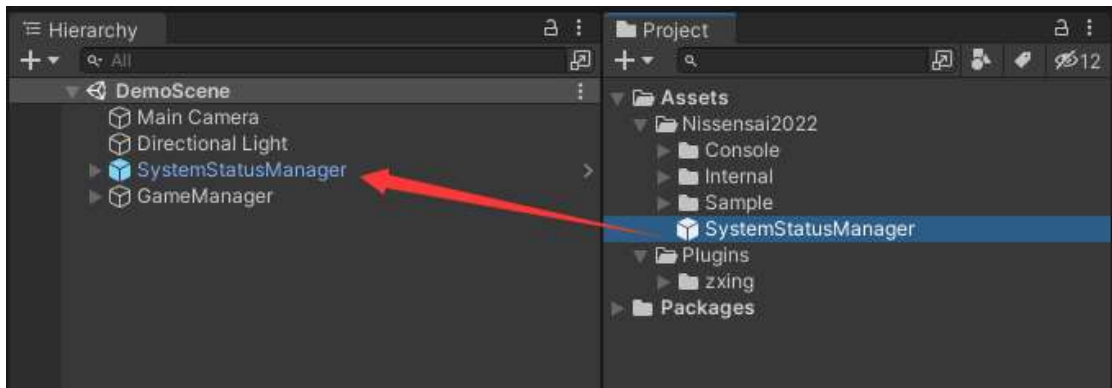 Hierarchy
All
DemoScene
Main Camera
Directional Light
SystemStatusManager
GameManager
Project
12
Assets
Nissensai2022
Console
Internal
Sample
SystemStatusManager
Plugins
zxing
Packages